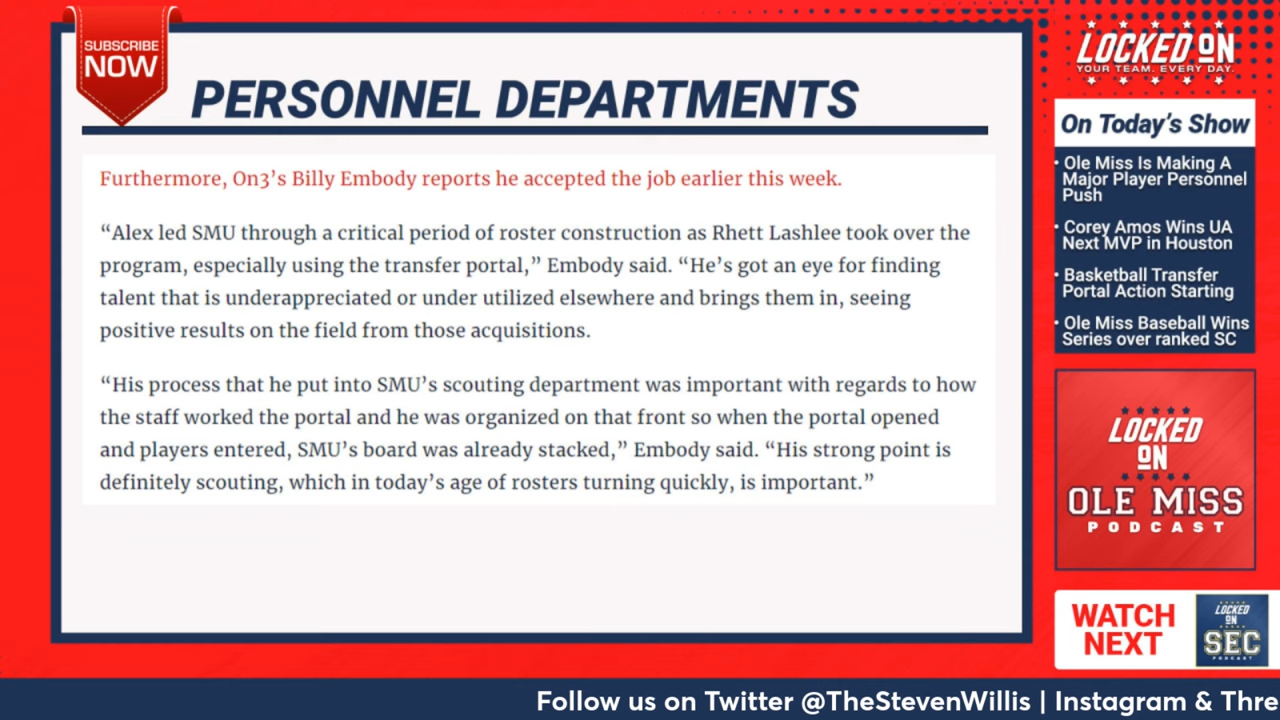 SUBSCRIBE
NOW
PERSONNEL DEPARTMENTS
Furthermore, On3’s Billy Embody reports he accepted the job earlier this week.
“Alex led SMU through a critical period of roster construction as Rhett Lashlee took over the
program, especially using the transfer portal,” Embody said. “He’s got an eye for finding
talent that is underappreciated or under utilized elsewhere and brings them in, seeing
positive results on the field from those acquisitions.
“His process that he put into SMU’s scouting department was important with regards to how
the staff worked the portal and he was organized on that front so when the portal opened
and players entered, SMU’s board was already stacked,” Embody said. “His strong point is
definitely scouting, which in today’s age of rosters turning quickly, is important.”
LOCKED ON
YOUR TEAM. EVERY DAY.
On Today’s Show
• Ole Miss Is Making A
Major Player Personnel
Push
• Corey Amos Wins UA
Next MVP in Houston
• Basketball Transfer
Portal Action Starting
• Ole Miss Baseball Wins
Series over ranked SC
LOCKED
ON
OLE MISS
PODCAST
WATCH
NEXT
LOCKED
ON
SEC
PODCAST
Follow us on Twitter @TheStevenWillis | Instagram & Thre